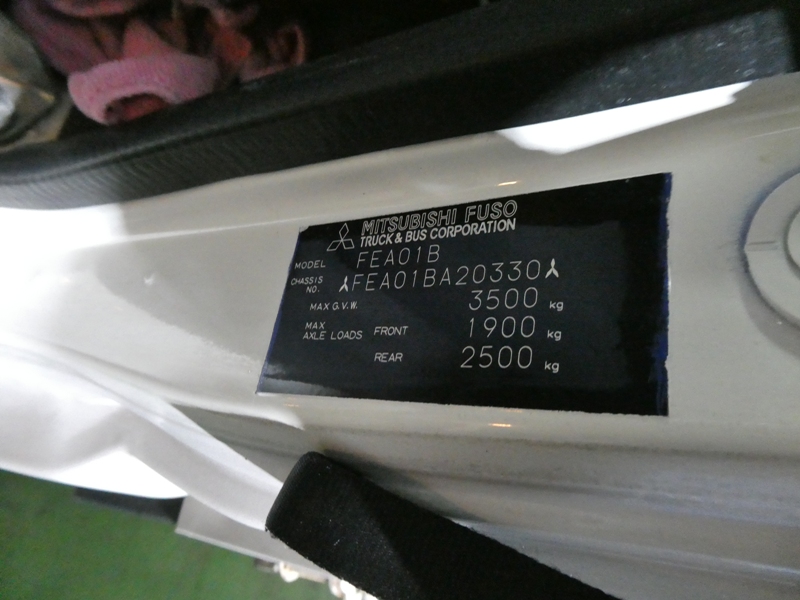 MITSUBISHI FUSO
TRUCK & BUS CORPORATION
MODEL FEA01B
CHASSIS NO. FEA01BA20330
MAX G.V.W. 3500 kg
MAX AXLE LOADS FRONT 1900 kg
REAR 2500 kg